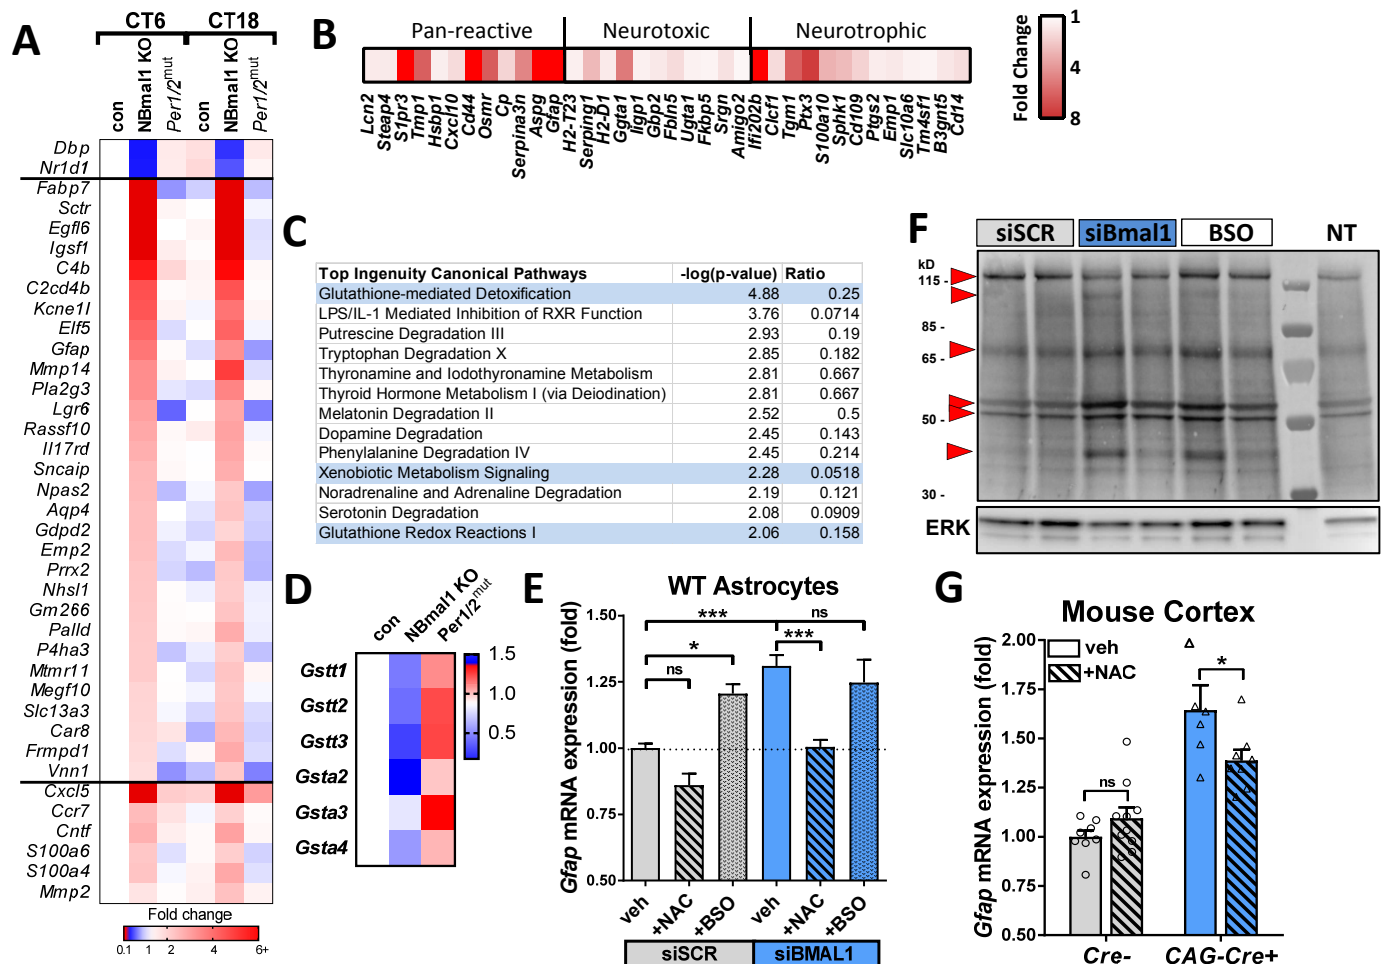 A
CT6 CT18
con NBmal1 KO Per1/2mut con NBmal1 KO Per1/2mut
Dbp
Nr1d1
Fabp7
Sctr
Egfl6
Igsf1
C4b
C2cd4b
Kcne1l
Elf5
Gfap
Mmp14
Pla2g3
Lgr6
Rassf10
Il17rd
Sncaip
Npas2
Aqp4
Gdpd2
Emp2
Prrx2
Nhsl1
Gm266
Palld
P4ha3
Mtmr11
Megf10
Slc13a3
Car8
Frmpd1
Vnn1
Cxcl5
Ccr7
Cntf
S100a6
S100a4
Mmp2
Fold change
0.1 1 2 4 6+
B
Pan-reactive Neurotoxic Neurotrophic
Lcn2 Steap4 S1pr3 Tmp1 Hsbp1 Cxcl10 Cd44 Osmr Cp Serpina3n Aspg Gfap H2-T23 Serping1 H2-D1 Ggta1 Iigp1 Gbp2 Fbln5 Ugta1 Fkbp5 Srgn Amigo2 Ifi202b Clcf1 Tgm1 Ptx3 S100a10 Sphk1 Cd109 Ptgs2 Emp1 Slc10a6 Tm4sf1 B3gnt5 Cd14
Fold Change
1
4
8
C
Top Ingenuity Canonical Pathways -log(p-value) Ratio
Glutathione-mediated Detoxification 4.88 0.25
LPS/IL-1 Mediated Inhibition of RXR Function 3.76 0.0714
Putrescine Degradation III 2.93 0.19
Tryptophan Degradation X 2.85 0.182
Thyronamine and Iodothyronamine Metabolism 2.81 0.667
Thyroid Hormone Metabolism I (via Deiodination) 2.81 0.667
Melatonin Degradation II 2.52 0.5
Dopamine Degradation 2.45 0.143
Phenylalanine Degradation IV 2.45 0.214
Xenobiotic Metabolism Signaling 2.28 0.0518
Noradrenaline and Adrenaline Degradation 2.19 0.121
Serotonin Degradation 2.08 0.0909
Glutathione Redox Reactions I 2.06 0.158
D
con NBmal1 KO Per1/2mut
Gstt1
Gstt2
Gstt3
Gsta2
Gsta3
Gsta4
1.5
1.0
0.5
E
WT Astrocytes
Gfap mRNA expression (fold)
1.50
1.25
1.00
0.75
0.50
*** ns
* ***
ns
veh +NAC +BSO veh +NAC +BSO
siSCR siBMAL1
F
siSCR siBmal1 BSO NT
kD
115 -
85 -
65 -
50 -
30 -
ERK
G
Mouse Cortex
Gfap mRNA expression (fold)
2.00
1.75
1.50
1.25
1.00
0.75
0.50
veh
+NAC
*
ns
Cre- CAG-Cre+